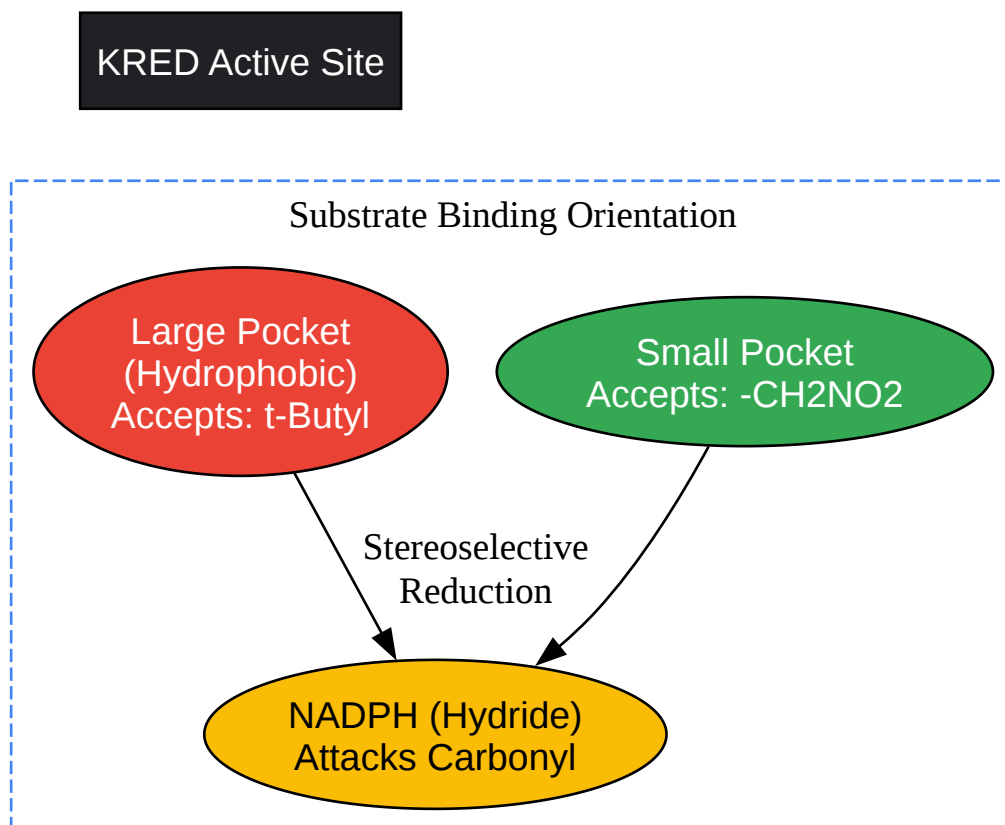 KRED Active Site
Substrate Binding Orientation
Large Pocket
(Hydrophobic)
Accepts: t-Butyl
Small Pocket
Accepts: -CH2NO2
Stereoselective
Reduction
NADPH (Hydride)
Attacks Carbonyl